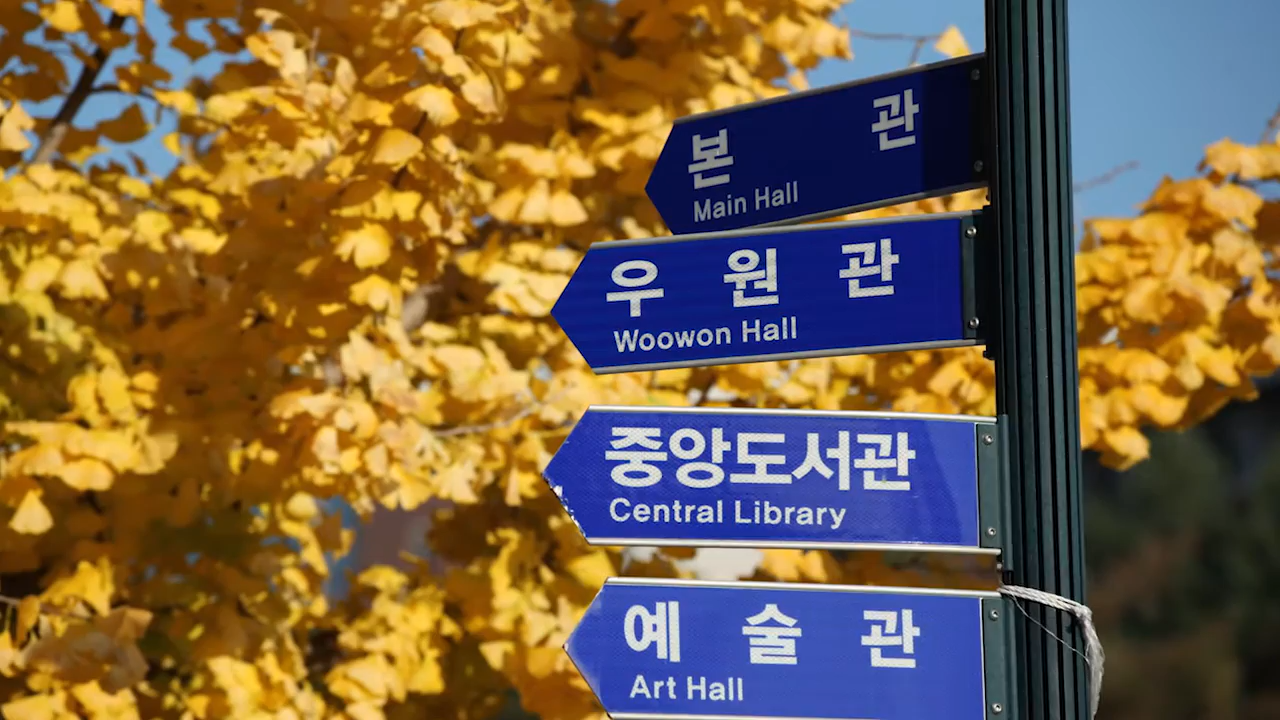 본 관
Main Hall
우 원 관
Woowon Hall
중앙도서관
Central Library
예 술 관
Art Hall